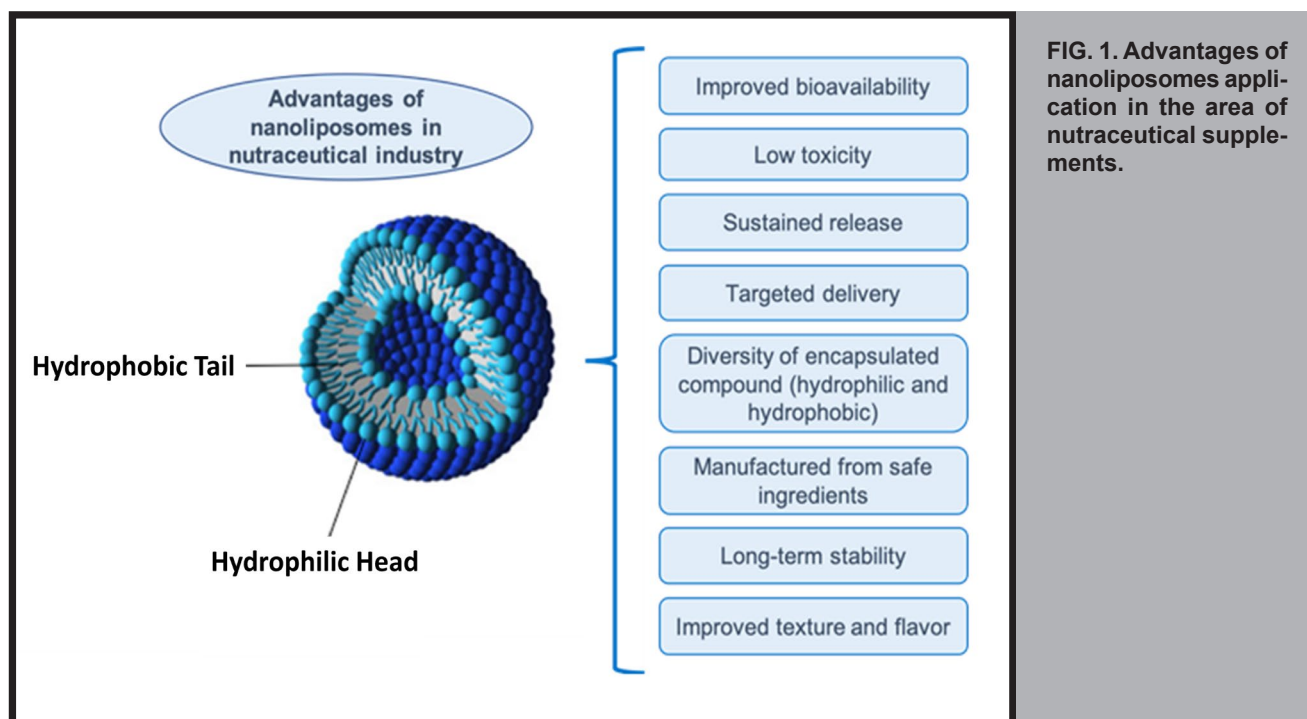 Advantages of
nanoliposomes in
nutraceutical industry
Hydrophobic Tail
Hydrophilic Head
Improved bioavailability
Low toxicity
Sustained release
Targeted delivery
Diversity of encapsulated
compound (hydrophilic and
hydrophobic)
Manufactured from safe
ingredients
Long-term stability
Improved texture and flavor
FIG. 1. Advantages of
nanoliposomes appli-
cation in the area of
nutraceutical supple-
ments.